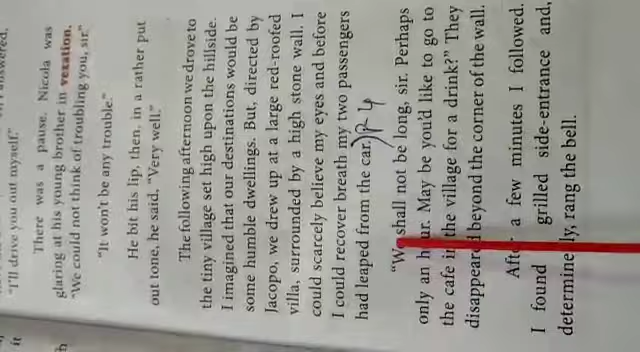 answered,
"I'll drive you out myself."
There was a pause. Nicola was
glaring at his young brother in vexation.
"We could not think of troubling you, sir."
"It won't be any trouble."
He bit his lip, then, in a rather put
out tone, he said, "Very well."
The following afternoon we drove to
the tiny village set high upon the hillside.
I imagined that our destinations would be
some humble dwellings. But, directed by
Jacopo, we drew up at a large red-roofed
villa, surrounded by a high stone wall. I
could scarcely believe my eyes and before
I could recover breath my two passengers
had leaped from the car.
"We shall not be long, sir. Perhaps
only an hour. May be you'd like to go to
the cafe in the village for a drink?" They
disappeared beyond the corner of the wall.
After a few minutes I followed.
I found grilled side-entrance and,
determinedly, rang the bell.
it
h